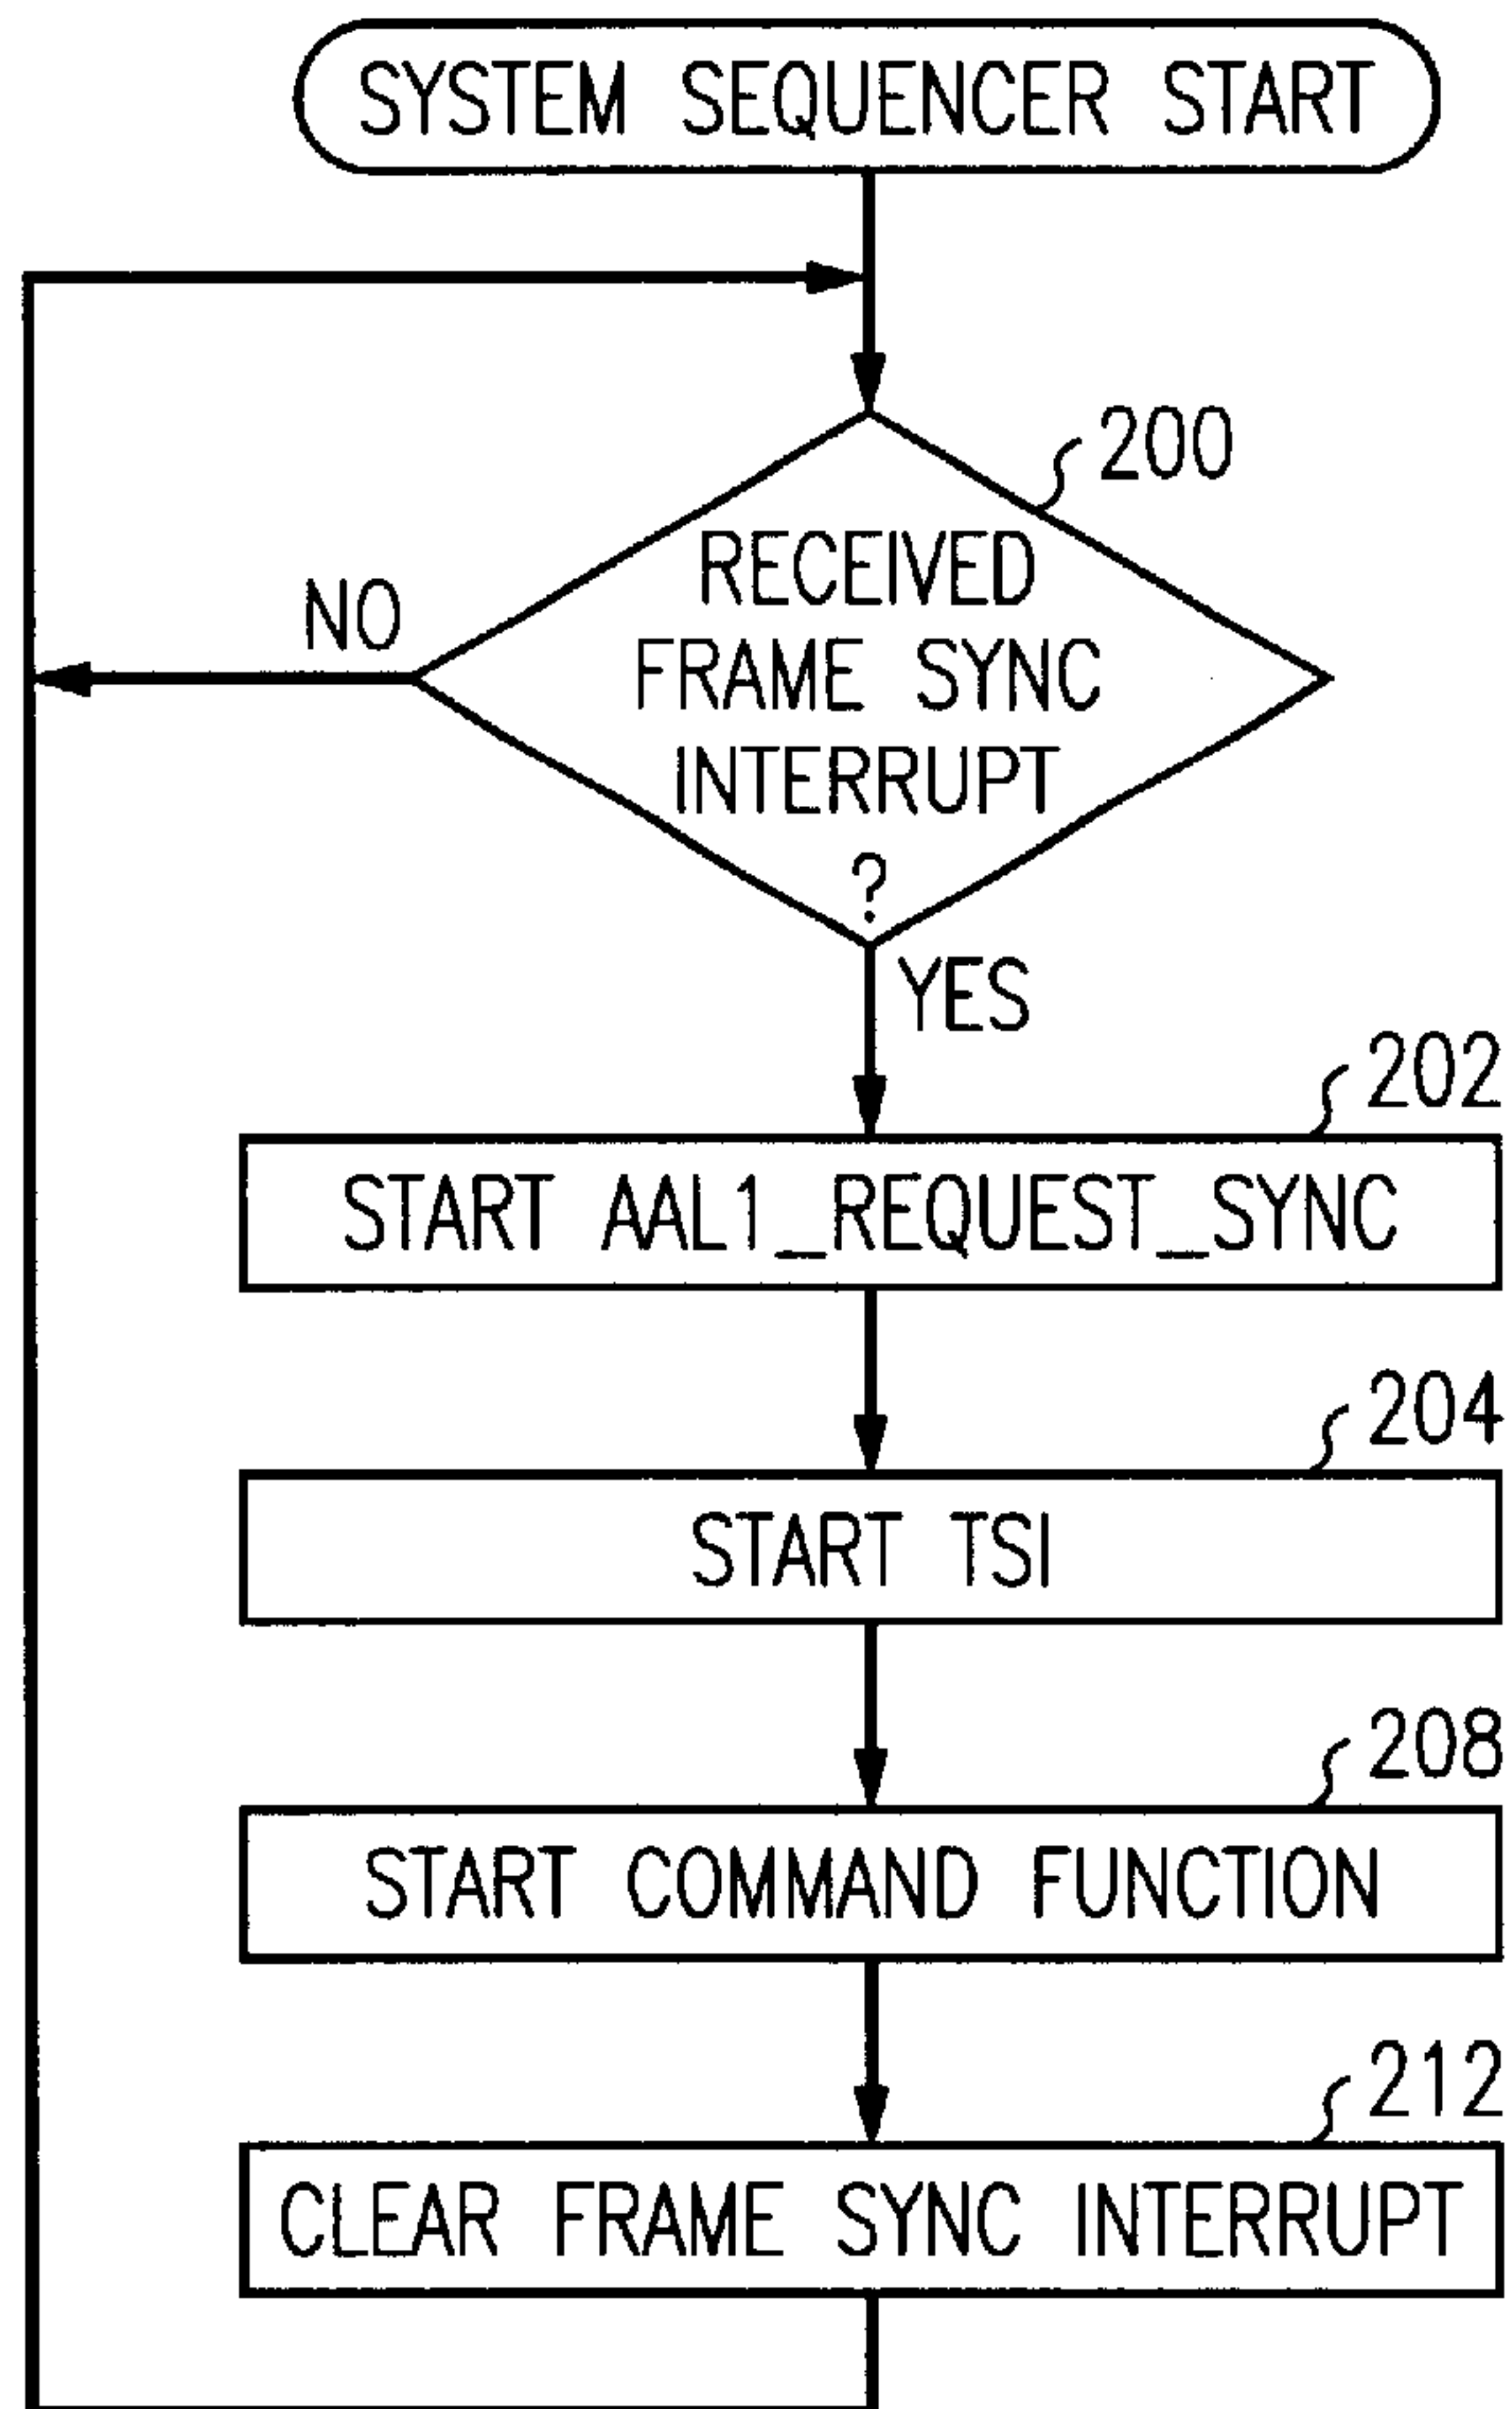 SYSTEM SEQUENCER START
200
RECEIVED
FRAME SYNC
INTERRUPT
?
NO
YES
202
START AAL1_REQUEST_SYNC
204
START TSI
208
START COMMAND FUNCTION
212
CLEAR FRAME SYNC INTERRUPT